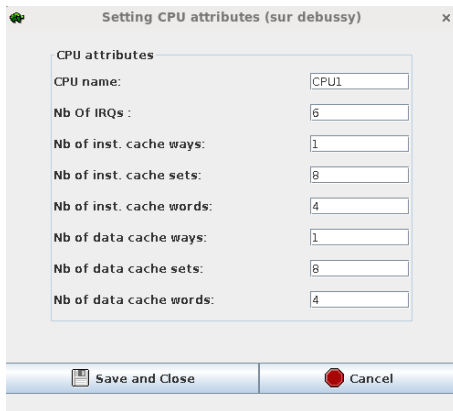 Setting CPU attributes (sur debussy)
CPU attributes
CPU name: CPU1
Nb Of IRQs : 6
Nb of inst. cache ways: 1
Nb of inst. cache sets: 8
Nb of inst. cache words: 4
Nb of data cache ways: 1
Nb of data cache sets: 8
Nb of data cache words: 4
Save and Close Cancel